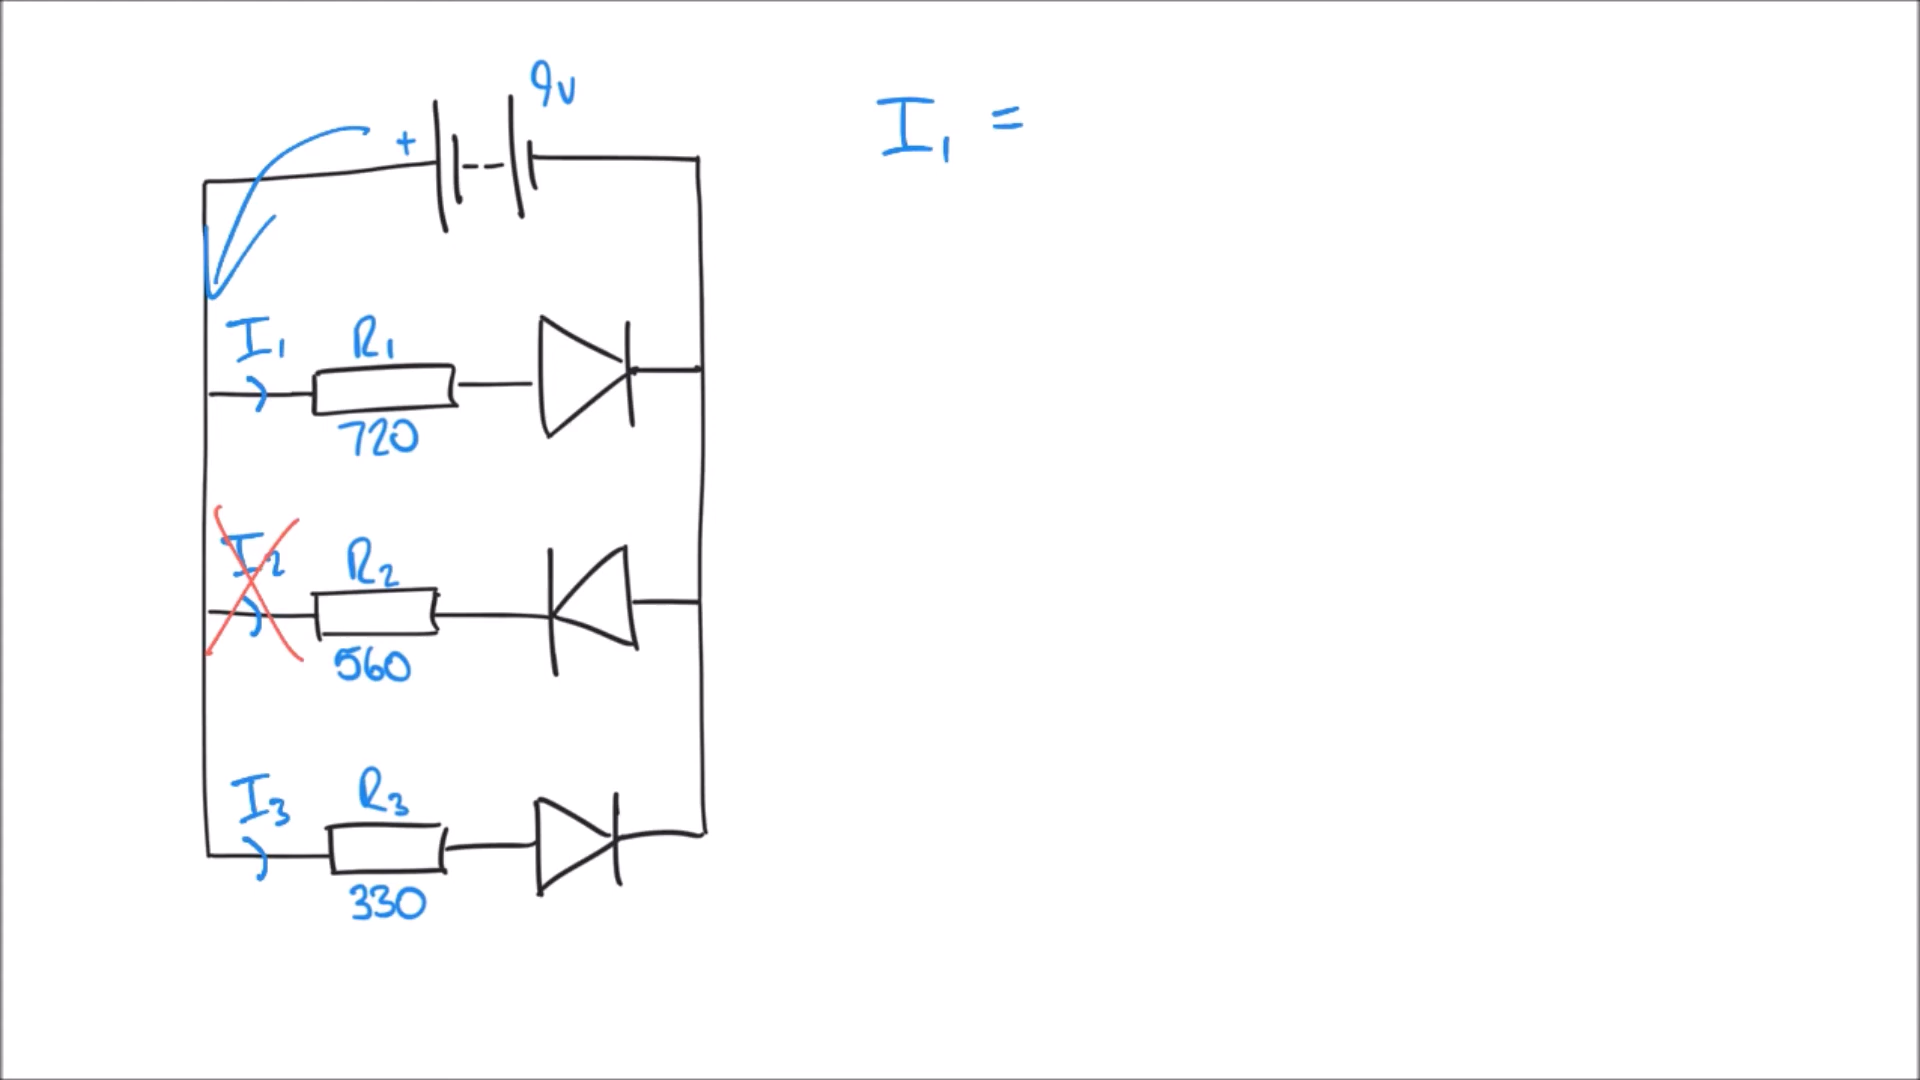 9v
+
I₁ =
I₁ R₁
720
I₂ R₂
560
I₃ R₃
330